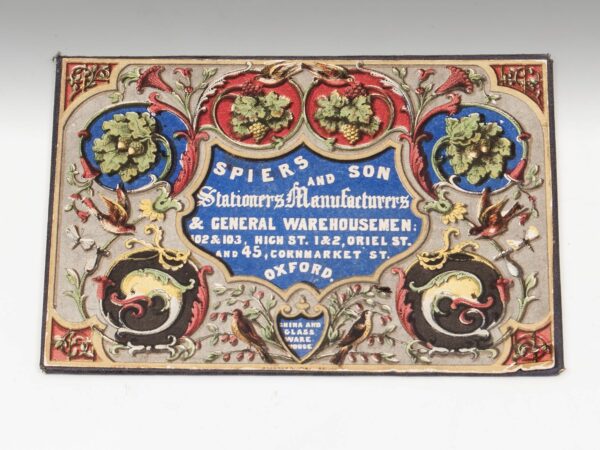 SPIERS AND SON
Stationers Manufacturers
& GENERAL WAREHOUSEMEN:
102 & 103, HIGH ST. 1 & 2, ORIEL ST.
AND 45, CORNMARKET ST.
OXFORD.
CHINA AND
GLASS
WARE
HOUSE